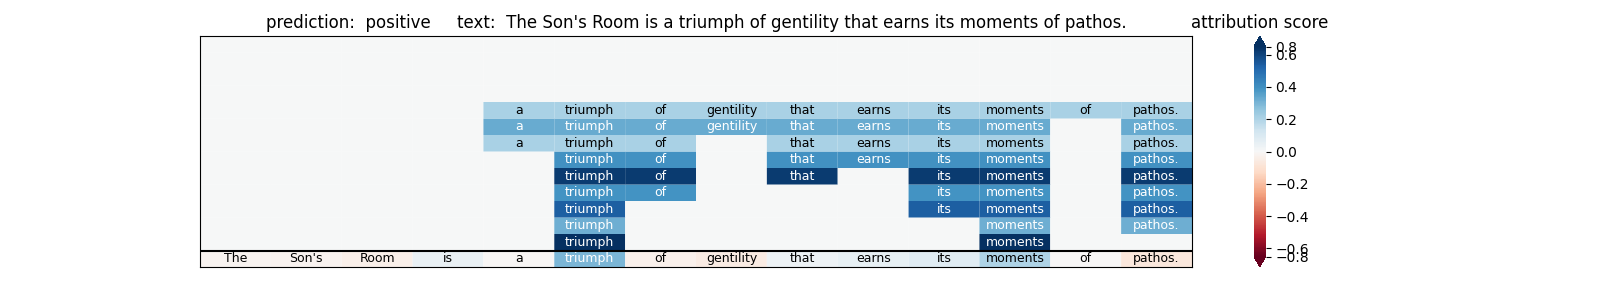 prediction:  positive     text:  The Son's Room is a triumph of gentility that earns its moments of pathos.
attribution score
a triumph of gentility that earns its moments of pathos.
a triumph of gentility that earns its moments pathos.
a triumph of that earns its moments pathos.
triumph of that earns its moments pathos.
triumph of that its moments pathos.
triumph of its moments pathos.
triumph its moments pathos.
triumph moments pathos.
triumph moments
The Son's Room is a triumph of gentility that earns its moments of pathos.
0.8
0.6
0.4
0.2
0.0
−0.2
−0.4
−0.6
−0.8